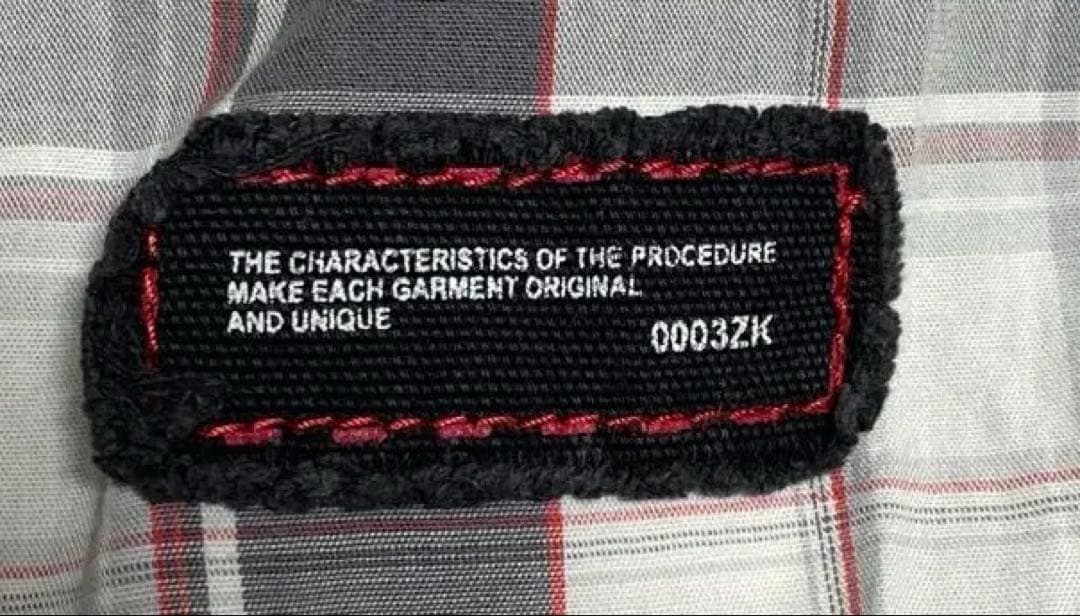 THE CHARACTERISTICS OF THE PROCEDURE
MAKE EACH GARMENT ORIGINAL
AND UNIQUE
0003ZK